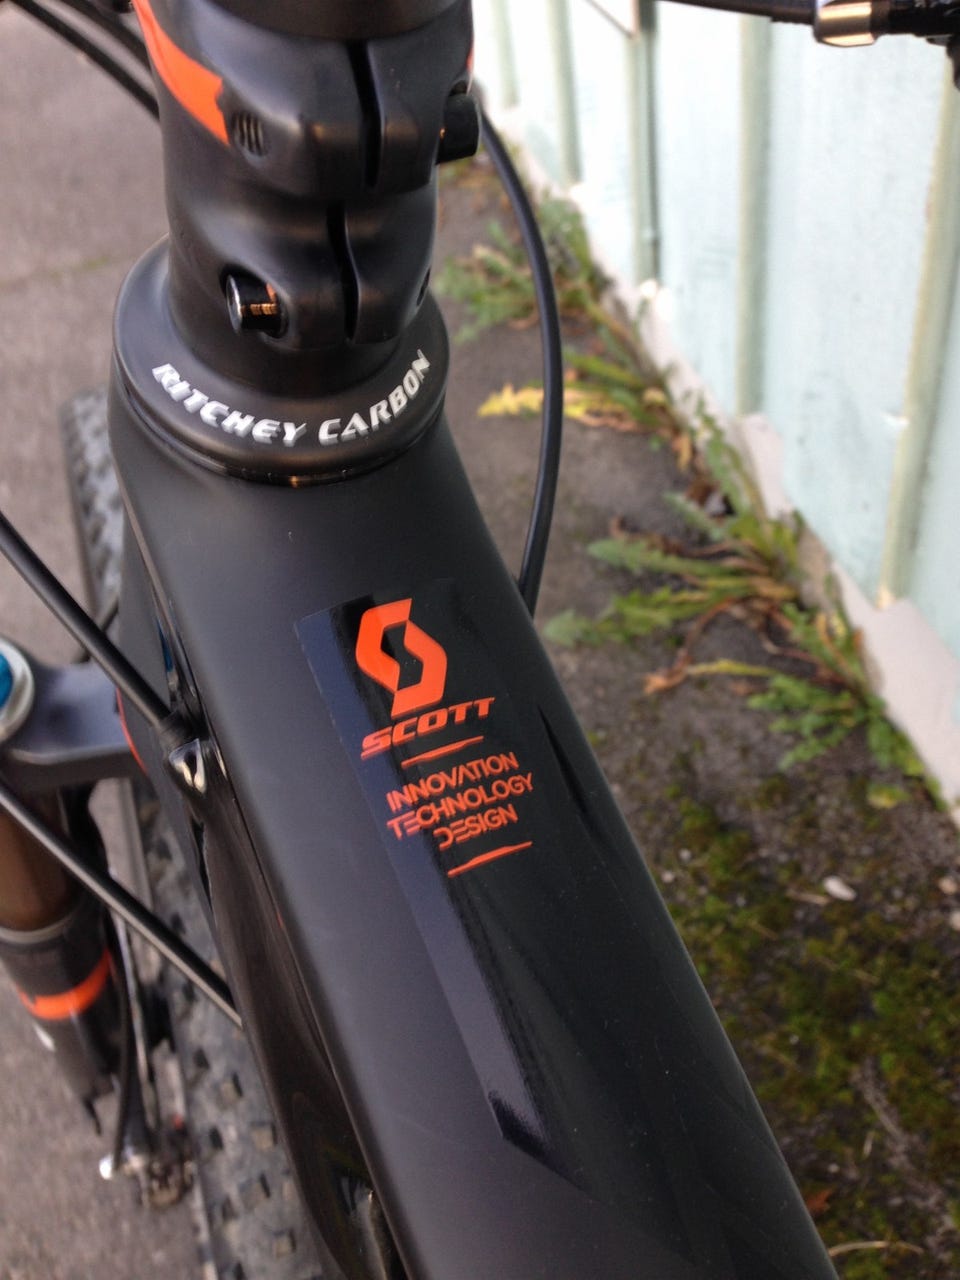 RITCHEY CARBON
SCOTT
INNOVATION
TECHNOLOGY
DESIGN